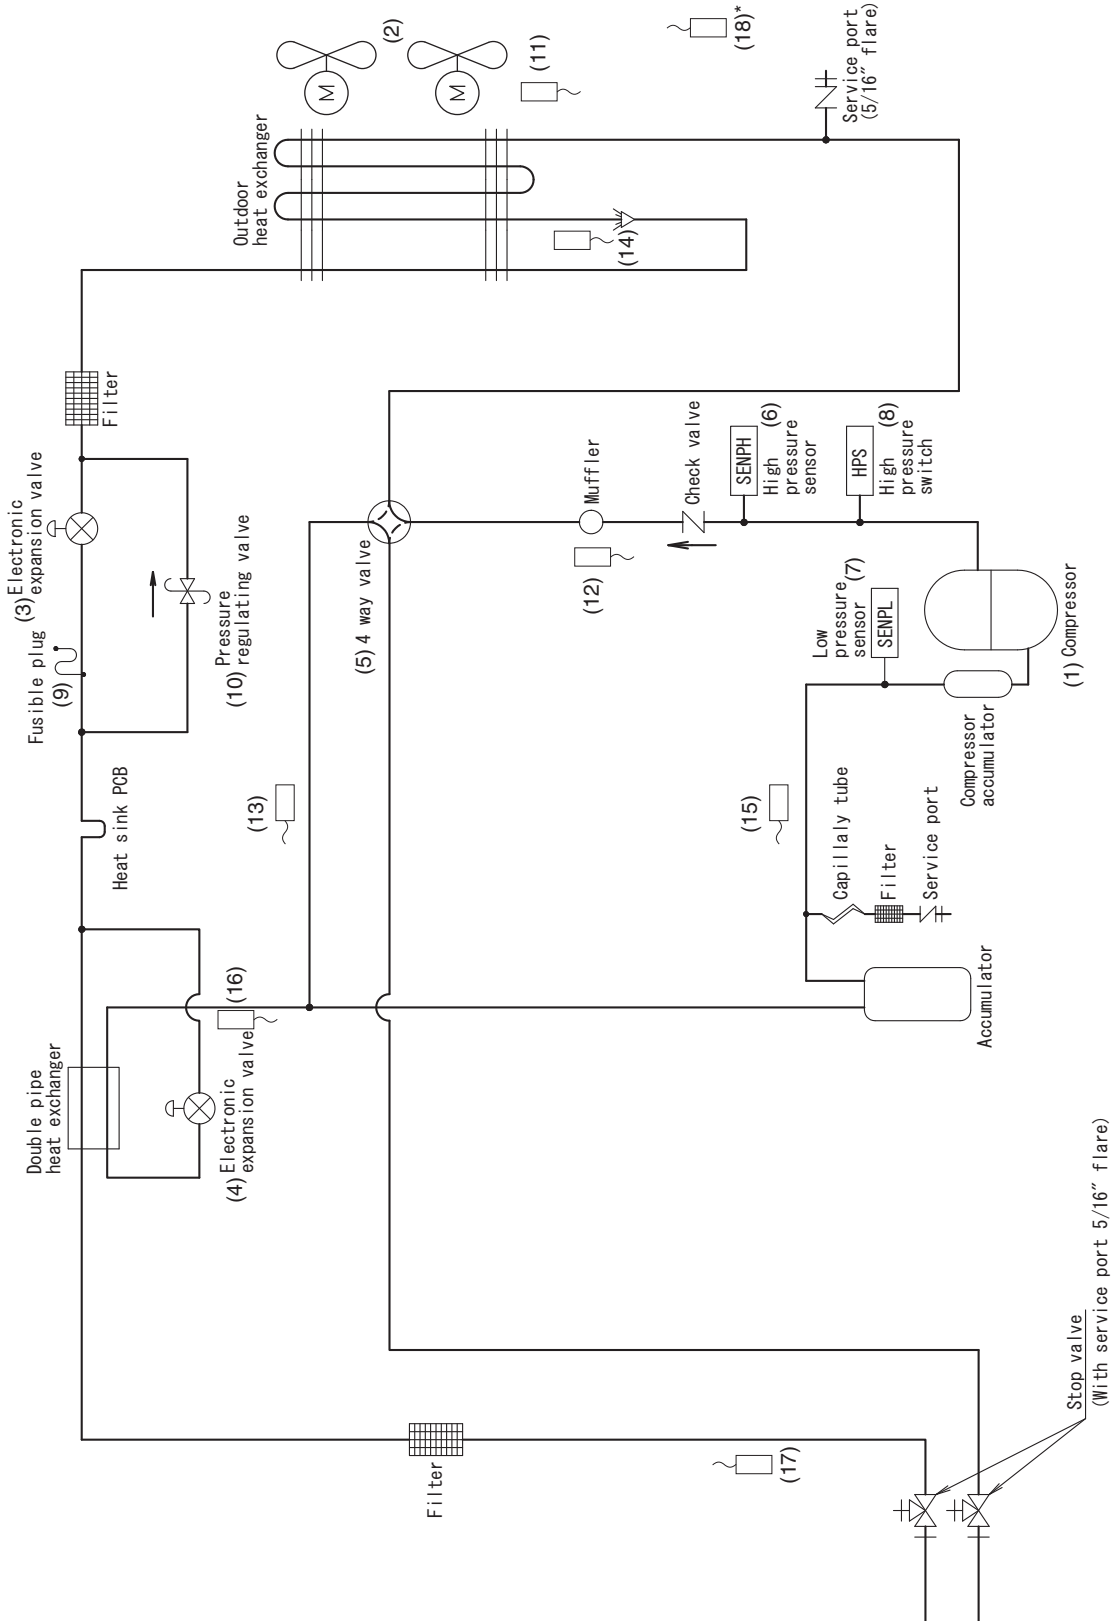 Double pipe
heat exchanger
(4) Electronic
expansion valve
(16)
Heat sink PCB
Fusible plug
(9)
(3) Electronic
expansion valve
(10) Pressure
regulating valve
Filter
Outdoor
heat exchanger
M
M
(2)
(11)
(14)
(18)*
Service port
(5/16″ flare)
(13)
(5) 4 way valve
(12)
Muffler
Check valve
SENPH
(6)
High
pressure
sensor
HPS
(8)
High
pressure
switch
Low
pressure
sensor (7)
SENPL
(1) Compressor
Compressor
accumulator
(15)
Capillaly tube
Filter
Service port
Accumulator
Filter
(17)
Stop valve
(With service port 5/16″ flare)